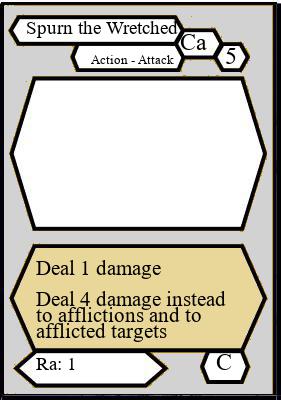 Spurn the Wretched
Ca
Action - Attack
5
Deal 1 damage
Deal 4 damage instead
to afflictions and to
afflicted targets
Ra: 1
C